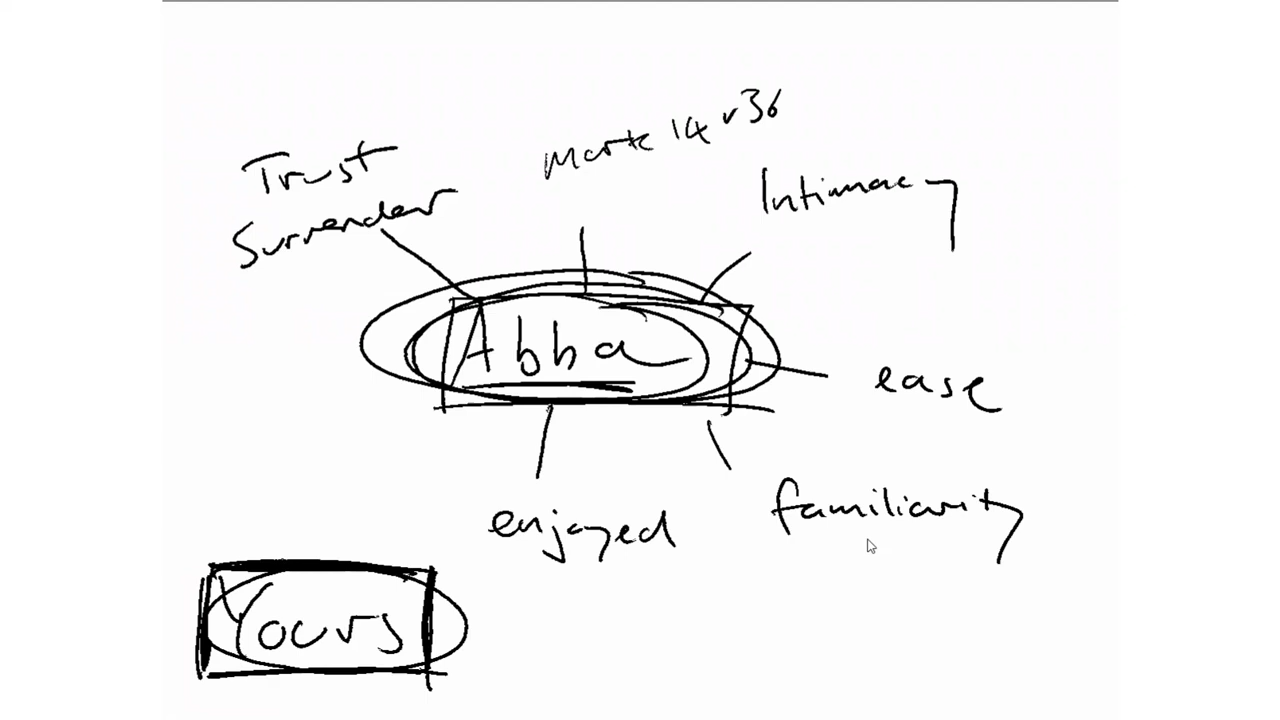 Mark 14 v36
Trust
Surrender
Intimacy
Abba
ease
familiarity
enjoyed
Yours